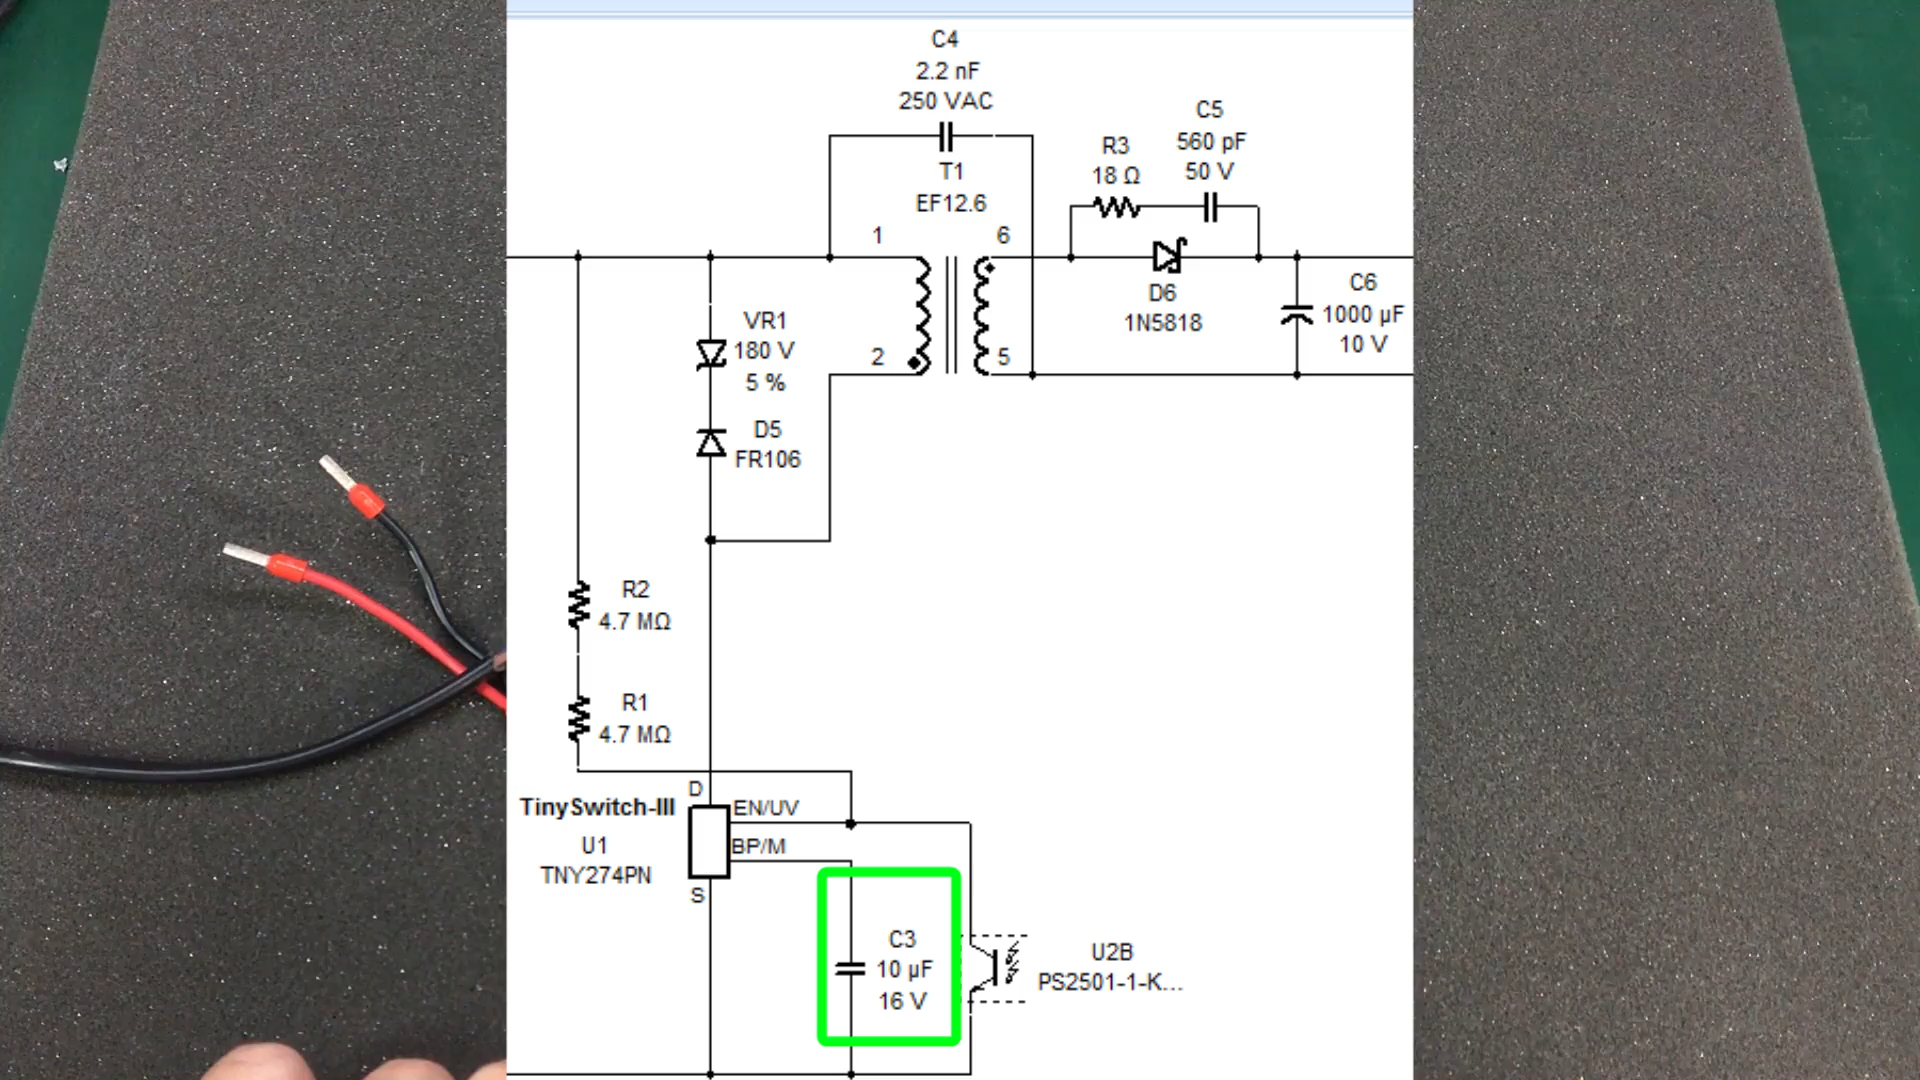 C4
2.2 nF
250 VAC
T1
EF12.6
C5
560 pF
50 V
R3
18 Ω
1
6
2
5
D6
1N5818
C6
1000 µF
10 V
VR1
180 V
5 %
D5
FR106
R2
4.7 MΩ
R1
4.7 MΩ
D
EN/UV
TinySwitch-III
U1
TNY274PN
BP/M
S
C3
10 µF
16 V
U2B
PS2501-1-K...